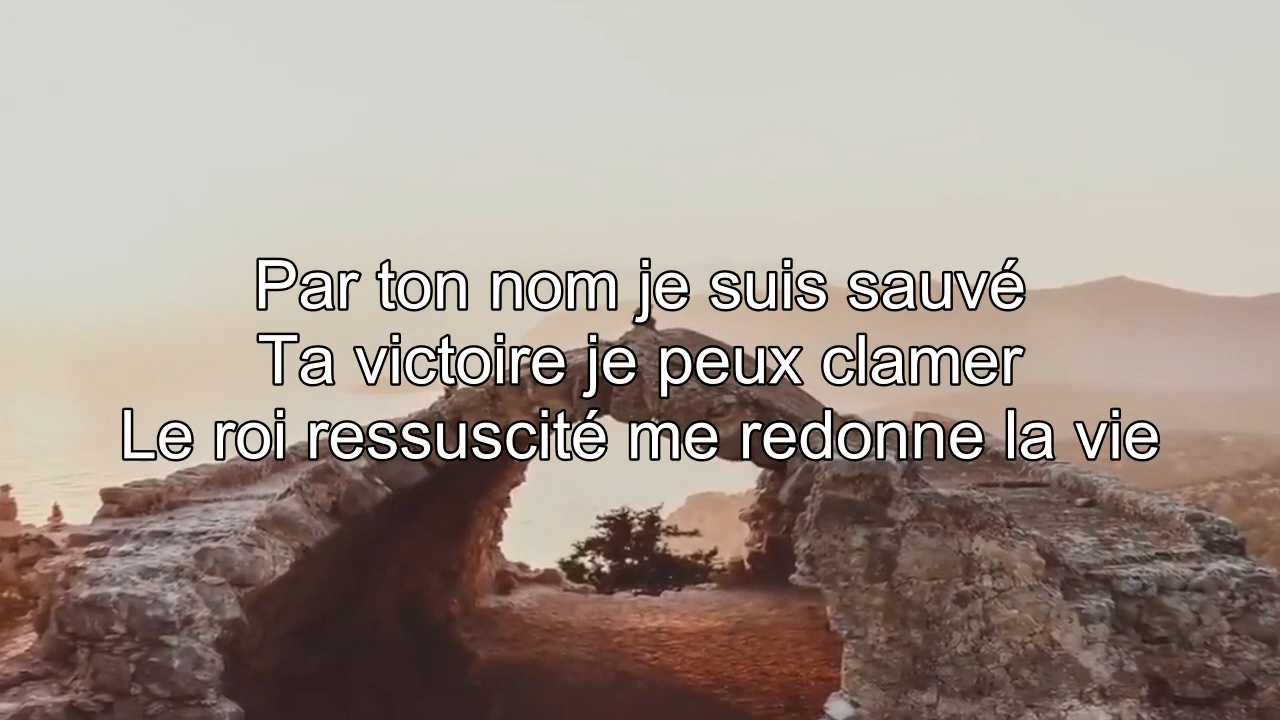 Par ton nom je suis sauvé
Ta victoire je peux clamer
Le roi ressuscité me redonne la vie